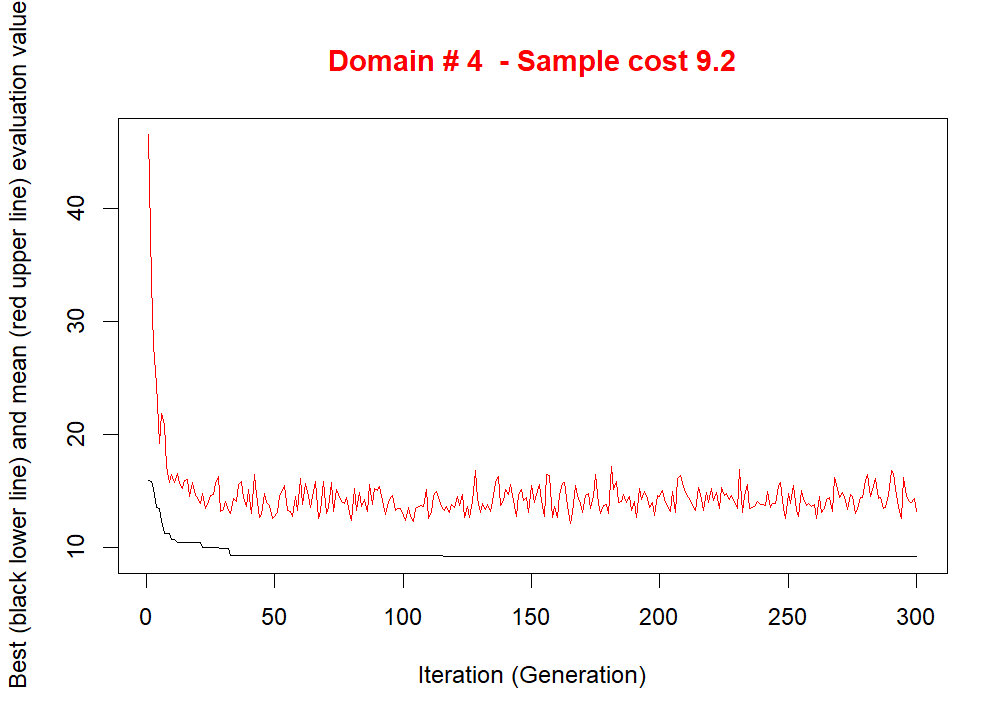 Domain # 4  - Sample cost 9.2
Best (black lower line) and mean (red upper line) evaluation value
40
30
20
10
0 50 100 150 200 250 300
Iteration (Generation)